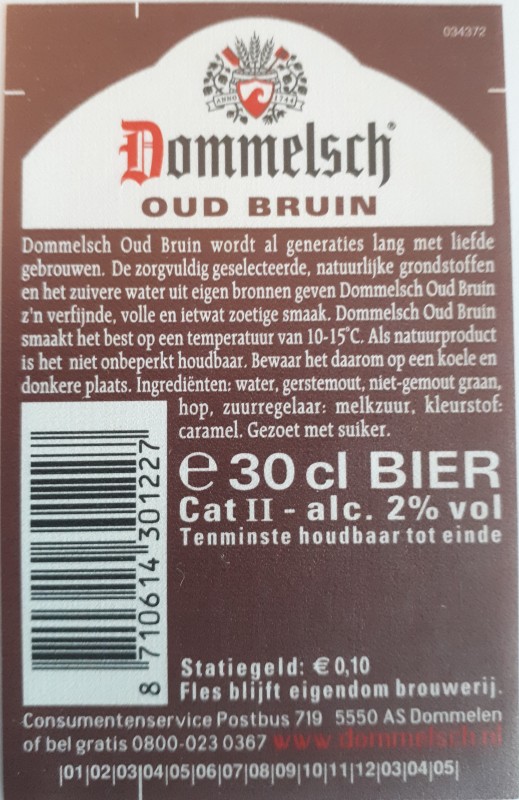 034372
ANNO 1744
Dommelsch®
OUD BRUIN
Dommelsch Oud Bruin wordt al generaties lang met liefde
gebrouwen. De zorgvuldig geselecteerde, natuurlijke grondstoffen
en het zuivere water uit eigen bronnen geven Dommelsch Oud Bruin
z'n verfijnde, volle en ietwat zoetige smaak. Dommelsch Oud Bruin
smaakt het best op een temperatuur van 10-15°C. Als natuurproduct
is het niet onbeperkt houdbaar. Bewaar het daarom op een koele en
donkere plaats. Ingrediënten: water, gerstemout, niet-gemout graan,
hop, zuurregelaar: melkzuur, kleurstof:
caramel. Gezoet met suiker.
℮ 30 cl BIER
Cat II - alc. 2% vol
Tenminste houdbaar tot einde
8 710614 301227
Statiegeld: € 0,10
Fles blijft eigendom brouwerij.
Consumentenservice Postbus 719 5550 AS Dommelen
of bel gratis 0800-023 0367 www.dommelsch.nl
|01|02|03|04|05|06|07|08|09|10|11|12|03|04|05|